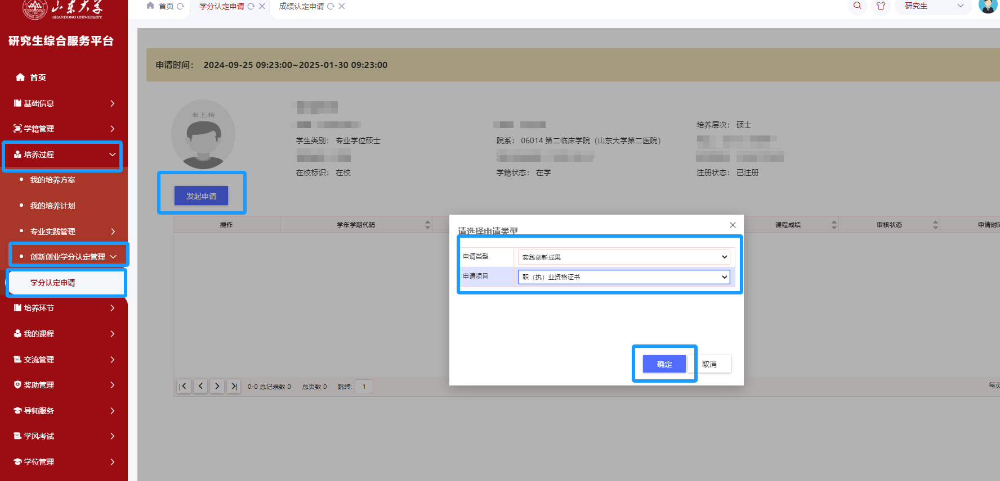 山东大学
SHANDONG UNIVERSITY
研究生综合服务平台
首页
基础信息
学籍管理
培养过程
我的培养方案
我的培养计划
专业实践管理
创新创业学分认定管理
学分认定申请
培养环节
我的课程
交流管理
奖助管理
导师服务
学风考试
学位管理
首页
学分认定申请
成绩认定申请
研究生
申请时间： 2024-09-25 09:23:00~2025-01-30 09:23:00
未上传
培养层次： 硕士
学生类别： 专业学位硕士
院系： 06014 第二临床学院（山东大学第二医院）
在校标识： 在校
学籍状态： 在学
注册状态： 已注册
发起申请
操作 学年学期代码 课程成绩 审核状态 申请时间
请选择申请类型
申请类型 实践创新成果
申请项目 职（执）业资格证书
确定 取消
0-0 总记录数 0 总页数 0 跳转: 1
每页